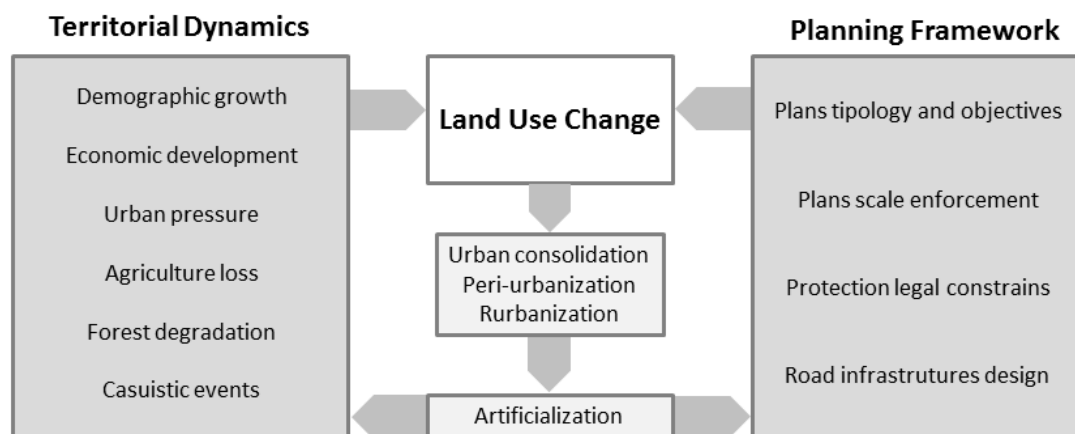 Territorial Dynamics
Demographic growth
Economic development
Urban pressure
Agriculture loss
Forest degradation
Casuistic events
Land Use Change
Urban consolidation
Peri-urbanization
Rurbanization
Artificialization
Planning Framework
Plans tipology and objectives
Plans scale enforcement
Protection legal constrains
Road infrastrutures design